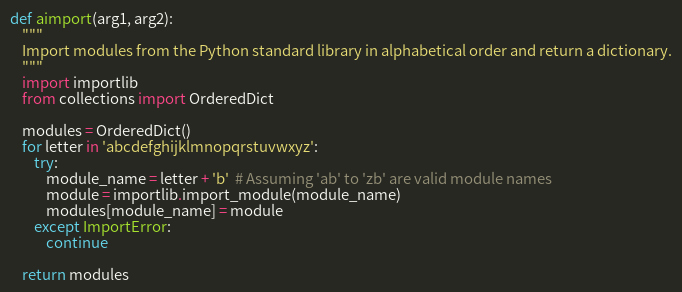 def aimport(arg1, arg2):
    """
    Import modules from the Python standard library in alphabetical order and return a dictionary.
    """
    import importlib
    from collections import OrderedDict

    modules = OrderedDict()
    for letter in 'abcdefghijklmnopqrstuvwxyz':
        try:
            module_name = letter + 'b'  # Assuming 'ab' to 'zb' are valid module names
            module = importlib.import_module(module_name)
            modules[module_name] = module
        except ImportError:
            continue

    return modules